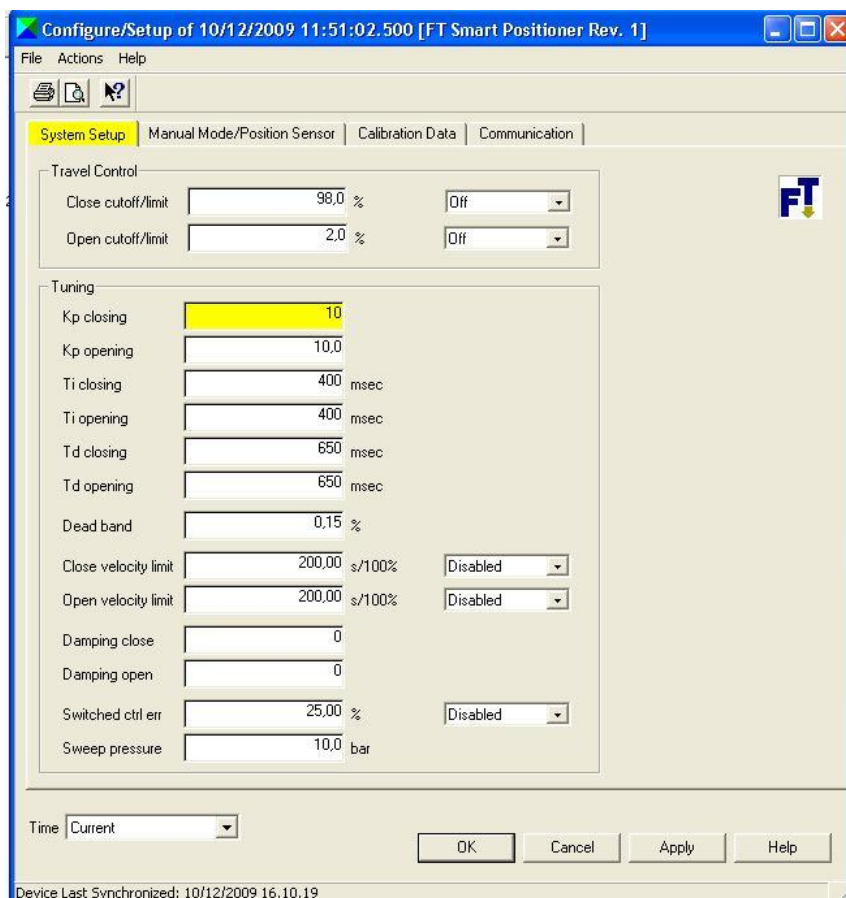 Configure/Setup of 10/12/2009 11:51:02.500 [FT Smart Positioner Rev. 1]
File Actions Help
System Setup Manual Mode/Position Sensor Calibration Data Communication
Travel Control
Close cutoff/limit 98,0 % Off
Open cutoff/limit 2,0 % Off
FT
Tuning
Kp closing 10
Kp opening 10,0
Ti closing 400 msec
Ti opening 400 msec
Td closing 650 msec
Td opening 650 msec
Dead band 0,15 %
Close velocity limit 200,00 s/100% Disabled
Open velocity limit 200,00 s/100% Disabled
Damping close 0
Damping open 0
Switched ctrl err 25,00 % Disabled
Sweep pressure 10,0 bar
Time Current
OK Cancel Apply Help
Device Last Synchronized: 10/12/2009 16.10.19